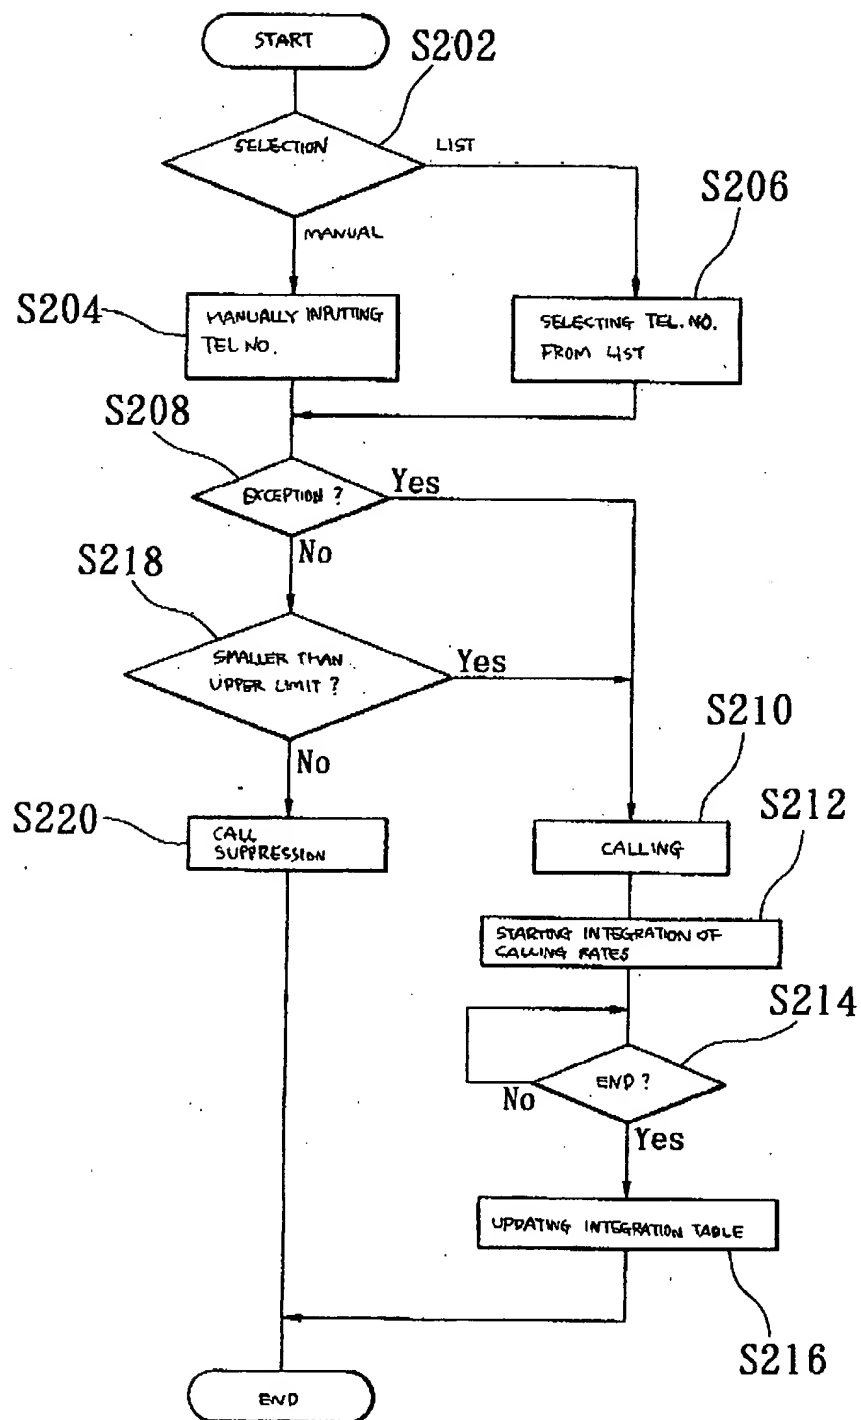 START
S202
SELECTION
LIST
MANUAL
S206
S204
MANUALLY INPUTTING
TEL NO.
SELECTING TEL. NO.
FROM LIST
S208
EXCEPTION ?
Yes
No
S218
SMALLER THAN
UPPER LIMIT ?
Yes
No
S210
S220
CALL
SUPPRESSION
CALLING
S212
STARTING INTEGRATION OF
CALLING RATES
S214
END ?
No
Yes
UPDATING INTEGRATION TABLE
S216
END